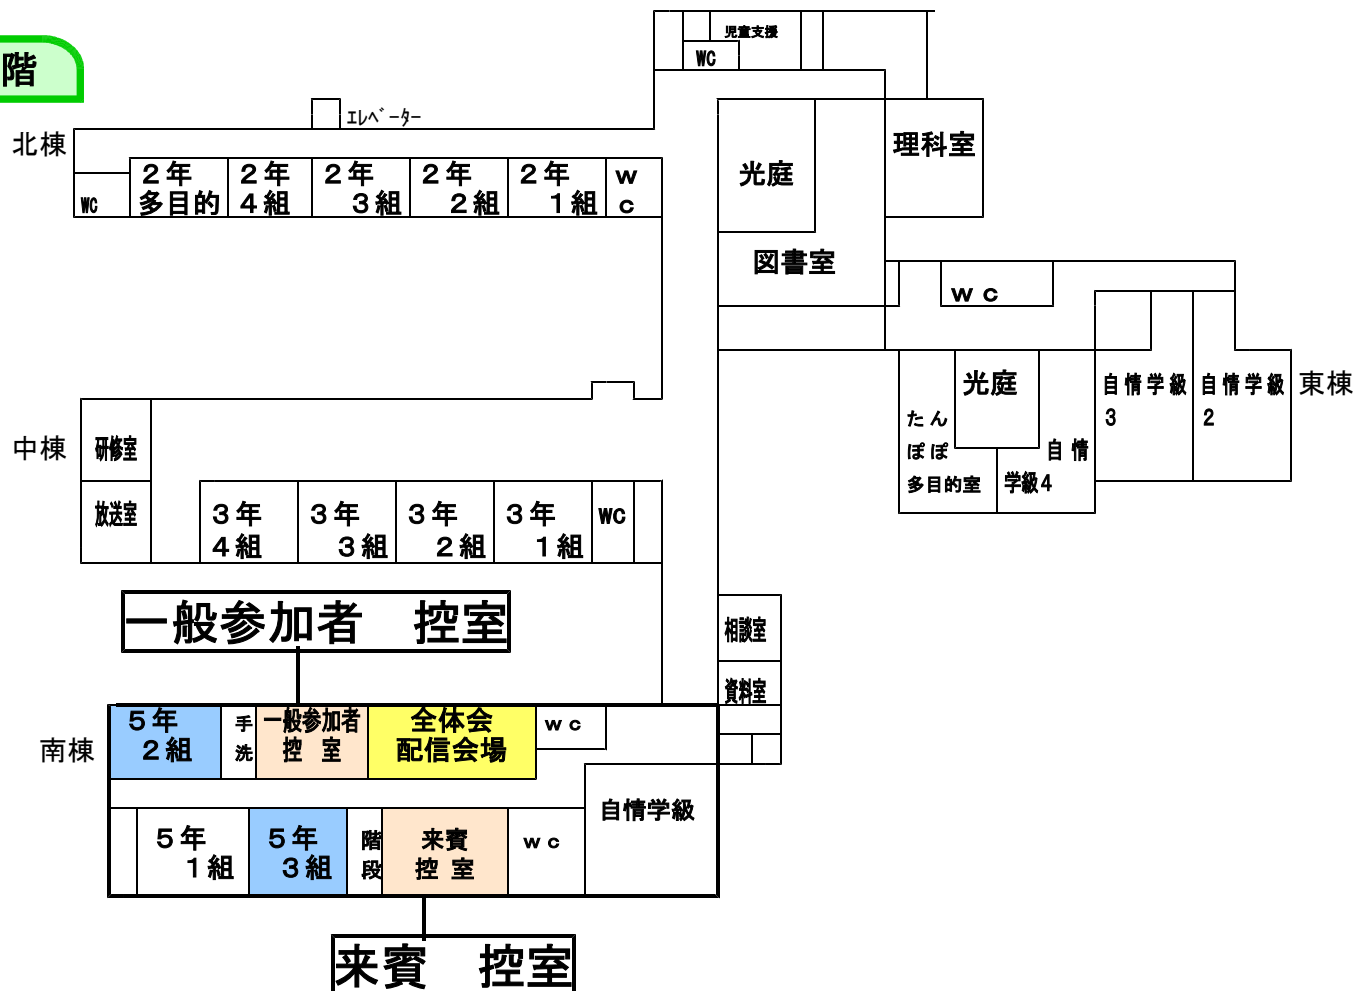 階
児童支援
WC
エレベーター
北棟
WC
２年
多目的
２年
４組
２年
３組
２年
２組
２年
１組
Ｗ
Ｃ
光庭
理科室
図書室
ｗｃ
中棟
研修室
放送室
３年
４組
３年
３組
３年
２組
３年
１組
WC
たん
ぽぽ
多目的室
光庭
自情
学級４
自情学級
３
自情学級
２
東棟
一般参加者　控室
相談室
資料室
南棟
５年
２組
手
洗
一般参加者
控　室
全体会
配信会場
ｗｃ
自情学級
５年
１組
５年
３組
階
段
来賓
控　室
ｗｃ
来賓　控室